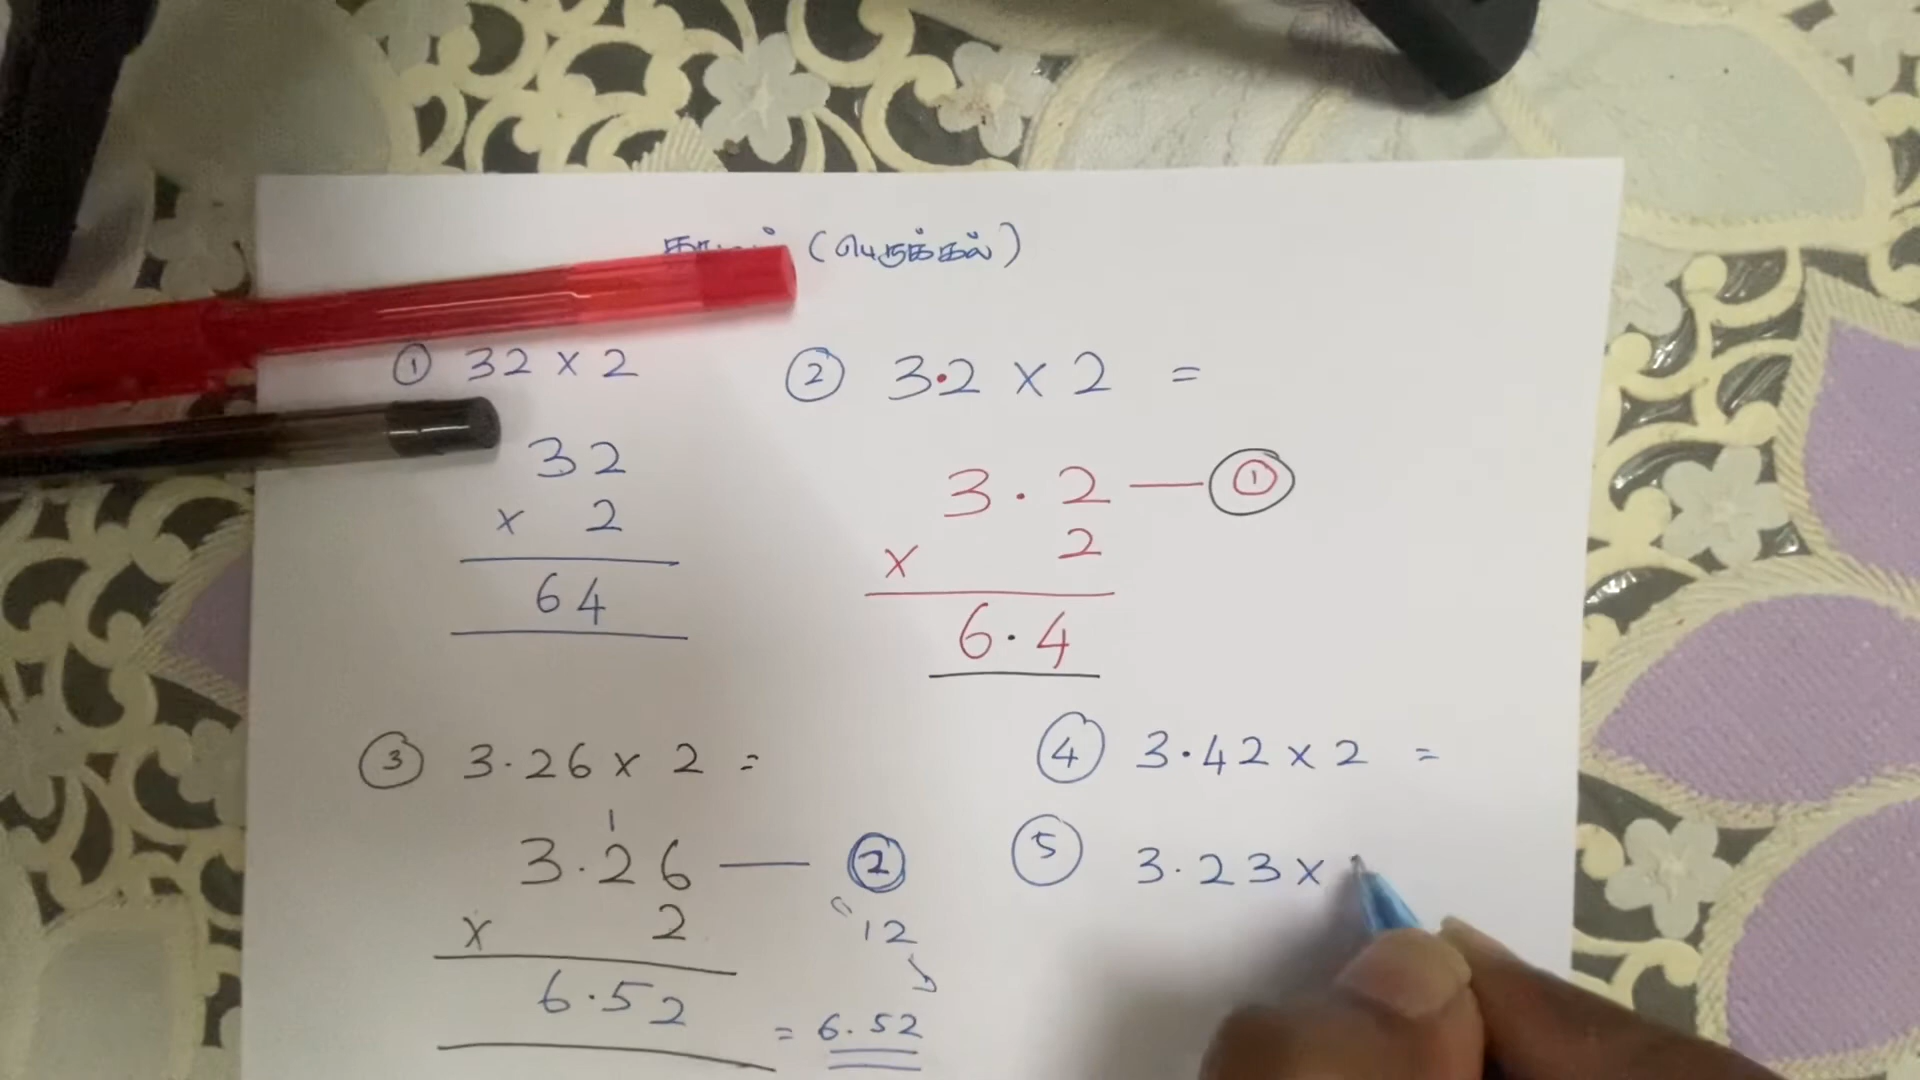 (பெருக்கல்)
① 32 x 2
32
x 2
64
② 3.2 x 2 =
3.2 — ①
x 2
6.4
③ 3.26 x 2 =
1
3.26 — ②
x 2
12
6.52
= 6.52
④ 3.42 x 2 =
⑤ 3.23 x